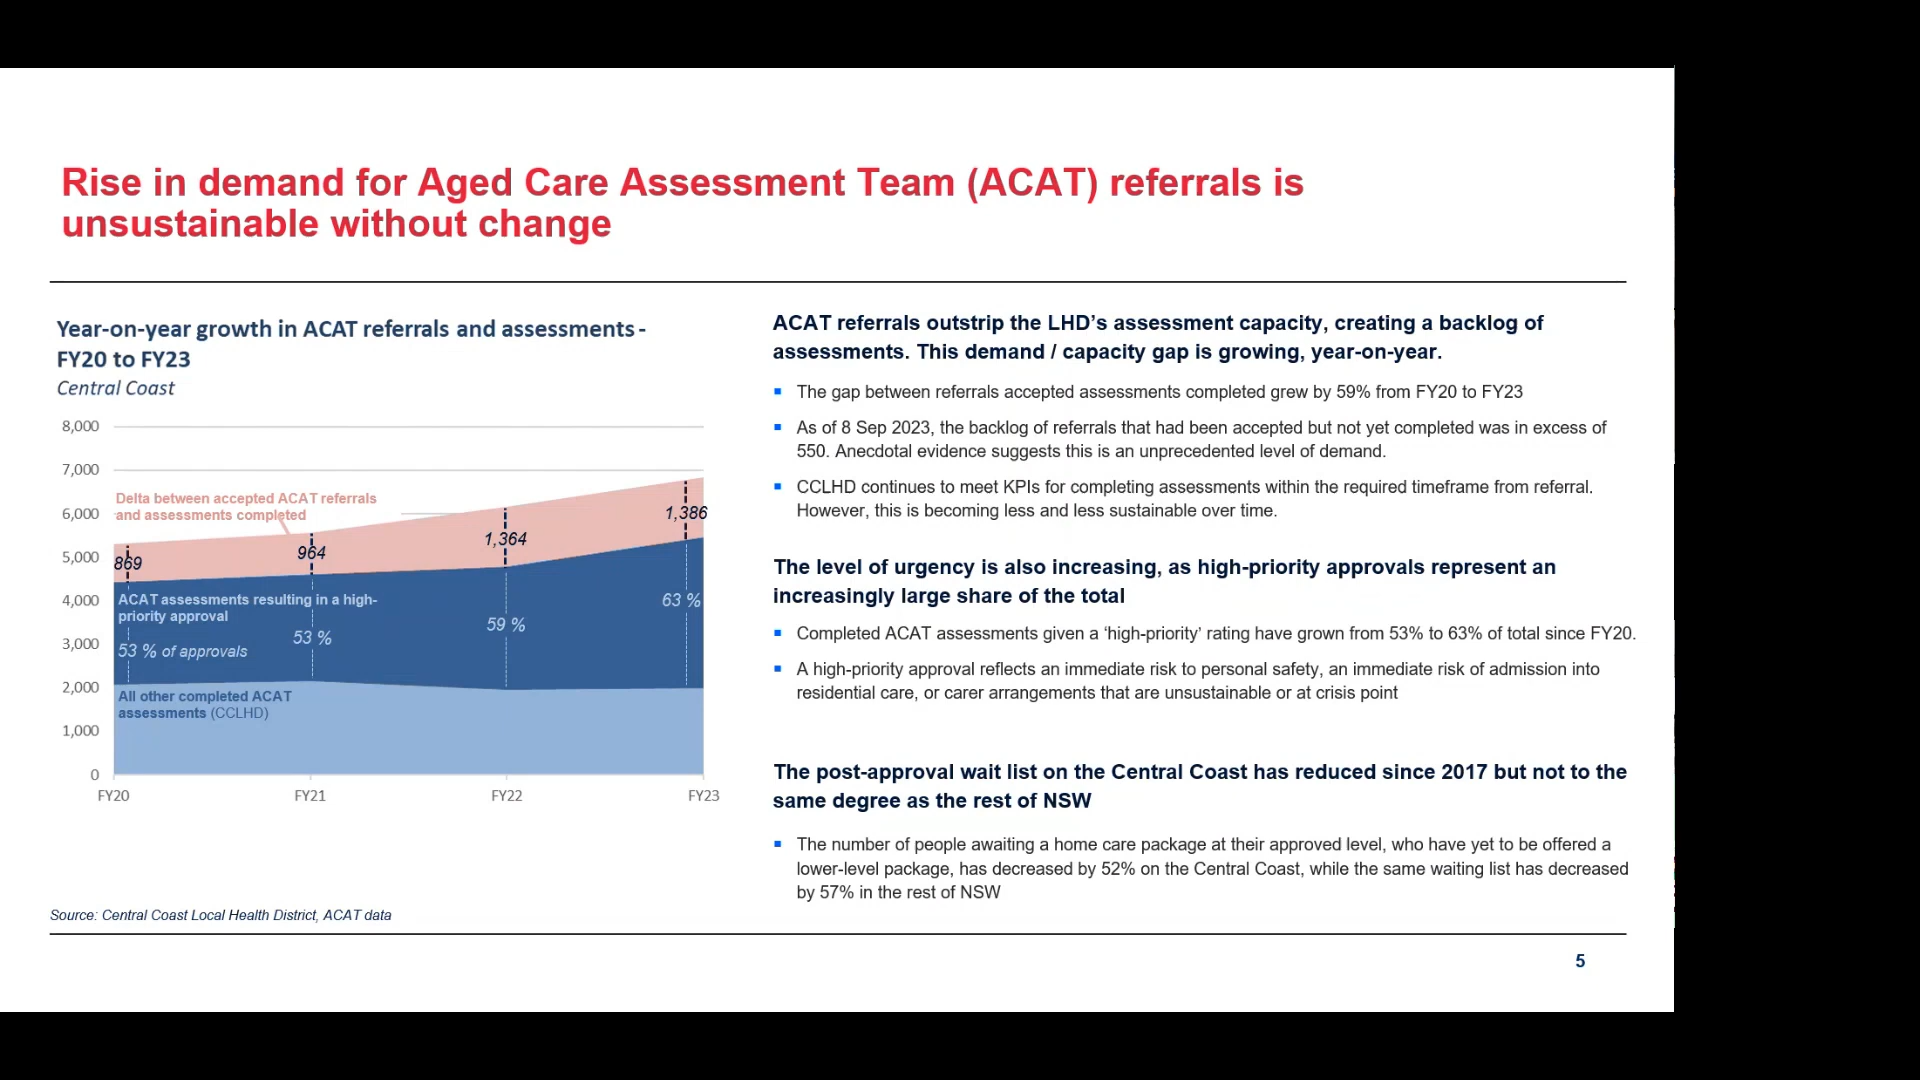 Rise in demand for Aged Care Assessment Team (ACAT) referrals is
unsustainable without change
Year-on-year growth in ACAT referrals and assessments -
FY20 to FY23
Central Coast
8,000
7,000
6,000
5,000
4,000
3,000
2,000
1,000
0
Delta between accepted ACAT referrals
and assessments completed
869
964
1,364
1,386
ACAT assessments resulting in a high-
priority approval
53 % of approvals
53 %
59 %
63 %
All other completed ACAT
assessments (CCLHD)
FY20
FY21
FY22
FY23
Source: Central Coast Local Health District, ACAT data
ACAT referrals outstrip the LHD’s assessment capacity, creating a backlog of
assessments. This demand / capacity gap is growing, year-on-year.
The gap between referrals accepted assessments completed grew by 59% from FY20 to FY23
As of 8 Sep 2023, the backlog of referrals that had been accepted but not yet completed was in excess of
550. Anecdotal evidence suggests this is an unprecedented level of demand.
CCLHD continues to meet KPIs for completing assessments within the required timeframe from referral.
However, this is becoming less and less sustainable over time.
The level of urgency is also increasing, as high-priority approvals represent an
increasingly large share of the total
Completed ACAT assessments given a ‘high-priority’ rating have grown from 53% to 63% of total since FY20.
A high-priority approval reflects an immediate risk to personal safety, an immediate risk of admission into
residential care, or carer arrangements that are unsustainable or at crisis point
The post-approval wait list on the Central Coast has reduced since 2017 but not to the
same degree as the rest of NSW
The number of people awaiting a home care package at their approved level, who have yet to be offered a
lower-level package, has decreased by 52% on the Central Coast, while the same waiting list has decreased
by 57% in the rest of NSW
5